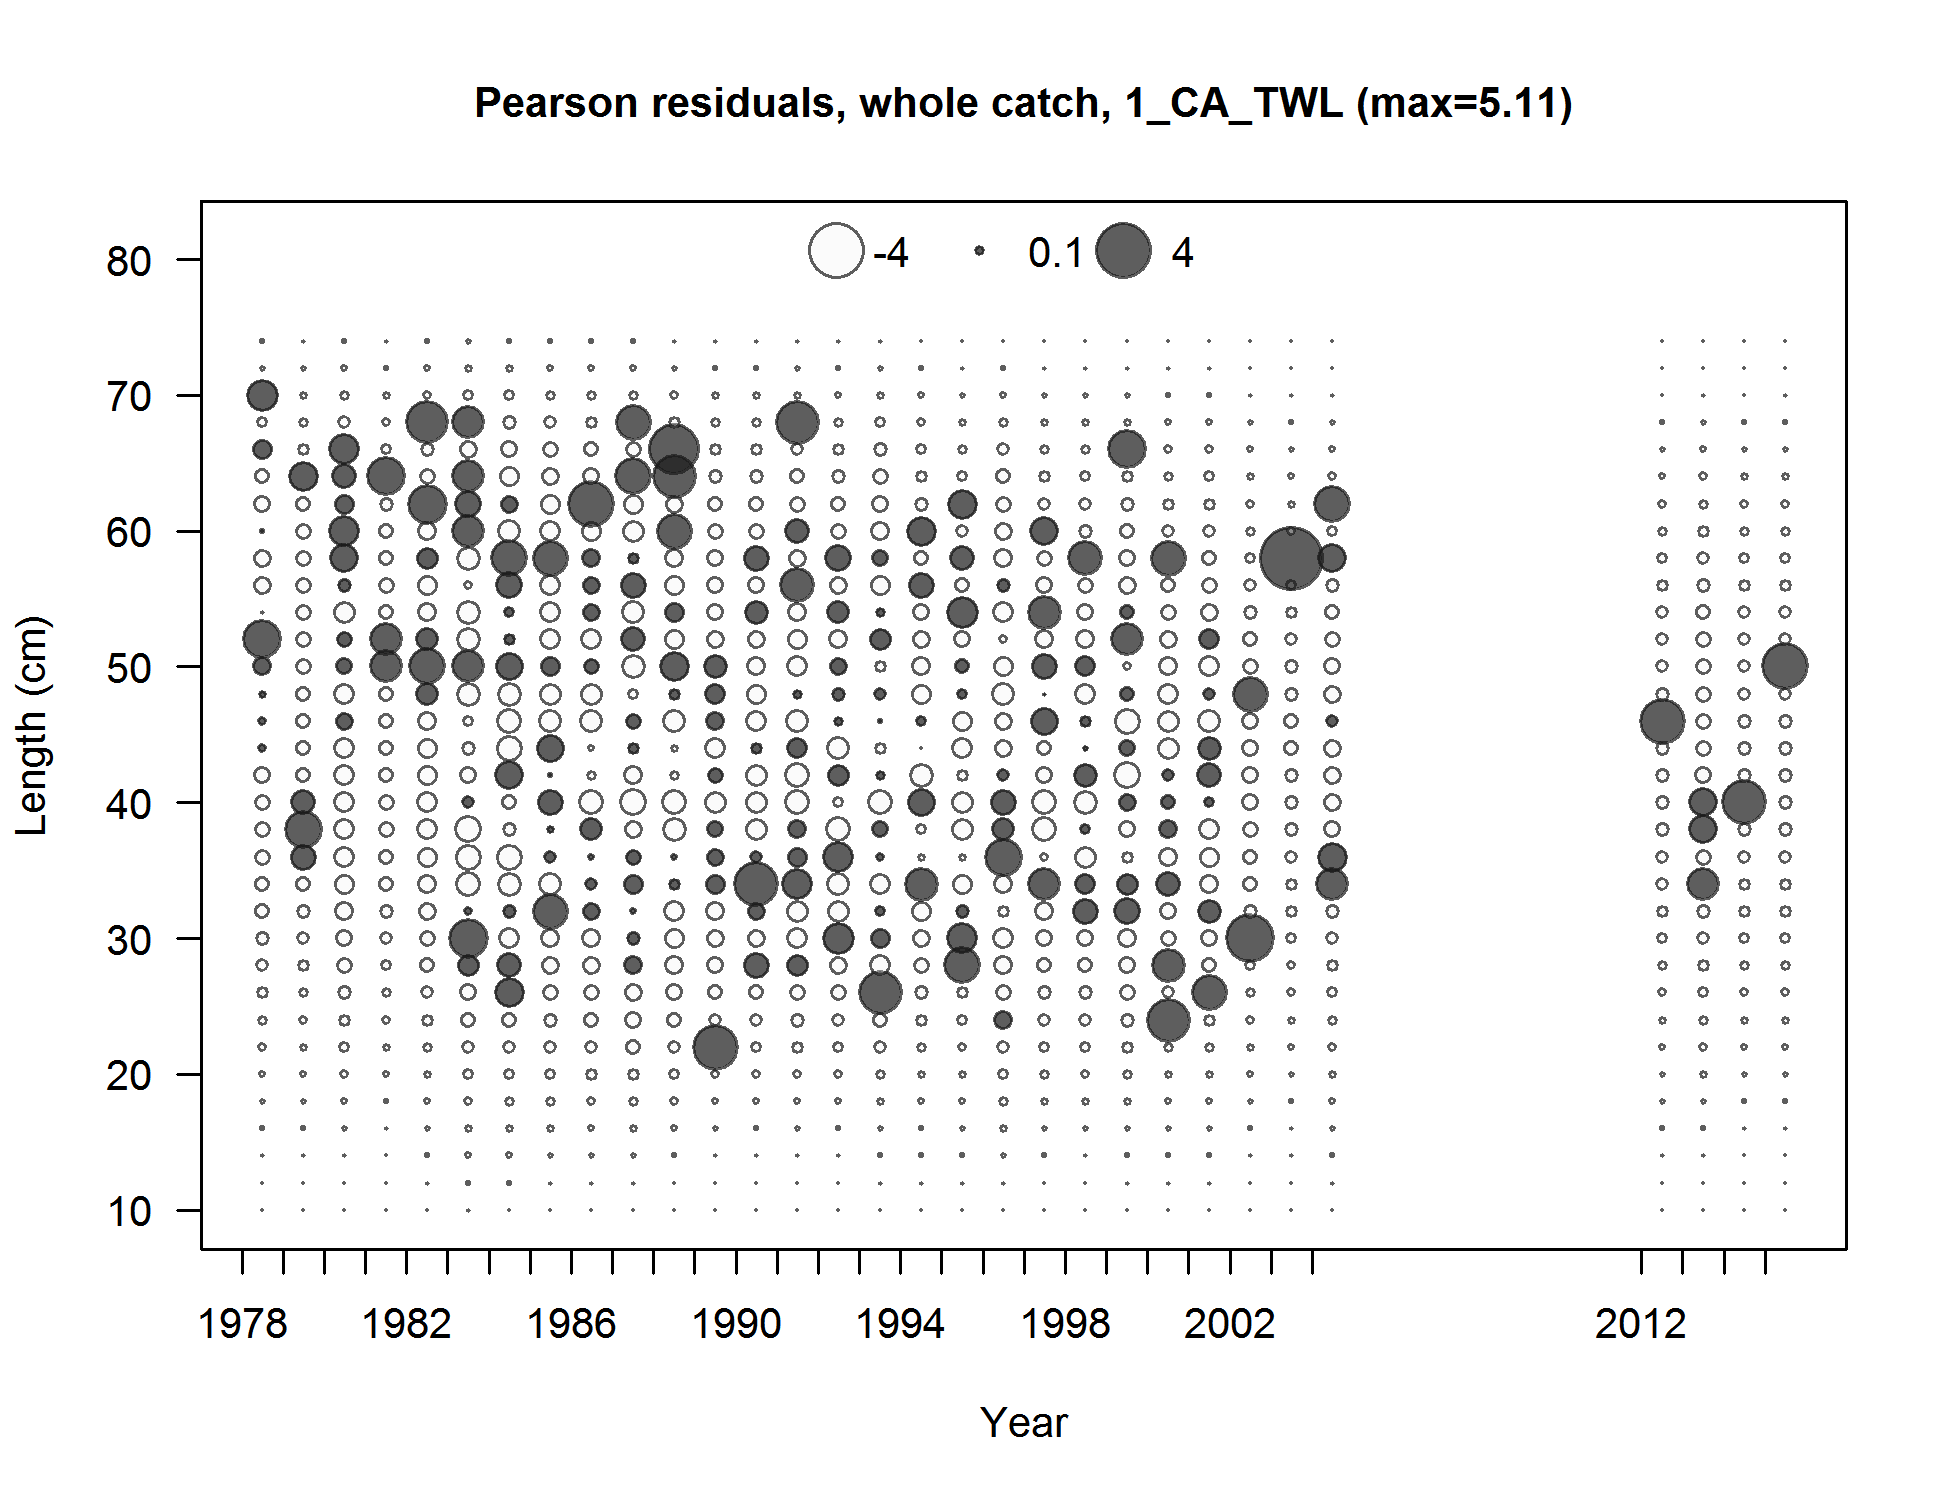 Pearson residuals, whole catch, 1_CA_TWL (max=5.11)
-4 0.1 4
80
70
60
50
40
30
20
10
Length (cm)
1978 1982 1986 1990 1994 1998 2002 2012
Year